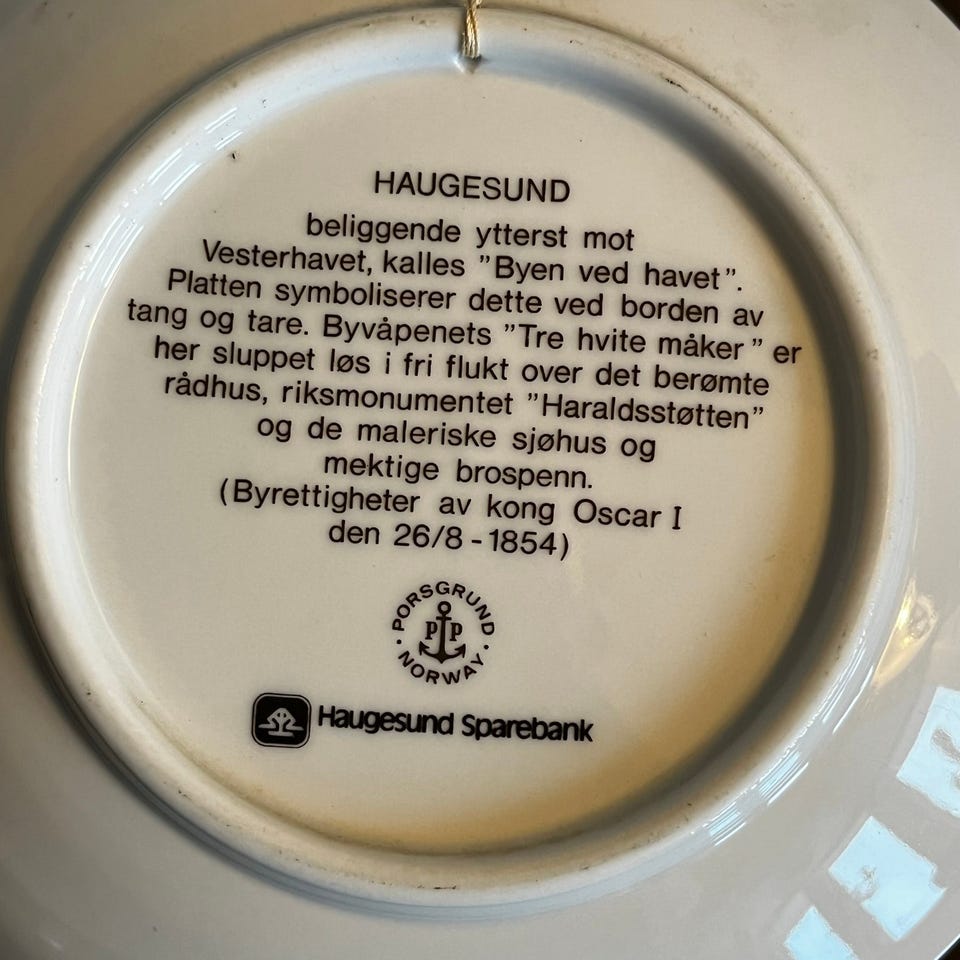 HAUGESUND
beliggende ytterst mot
Vesterhavet, kalles ”Byen ved havet”.
Platten symboliserer dette ved borden av
tang og tare. Byvåpenets ”Tre hvite måker” er
her sluppet løs i fri flukt over det berømte
rådhus, riksmonumentet ”Haraldsstøtten”
og de maleriske sjøhus og
mektige brospenn.
(Byrettigheter av kong Oscar I
den 26/8 - 1854)
PORSGRUND
P P
· NORWAY ·
Haugesund Sparebank